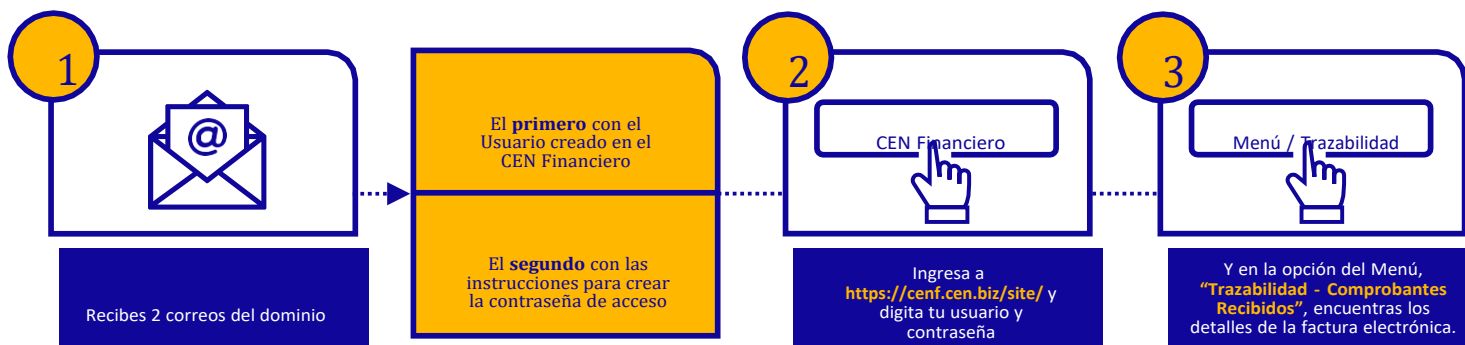 1
@
Recibes 2 correos del dominio
El primero con el
Usuario creado en el
CEN Financiero
El segundo con las
instrucciones para crear
la contraseña de acceso
2
CEN Financiero
Ingresa a
https://cenf.cen.biz/site/ y
digita tu usuario y
contraseña
3
Menú / Trazabilidad
Y en la opción del Menú,
“Trazabilidad - Comprobantes
Recibidos”, encuentras los
detalles de la factura electrónica.